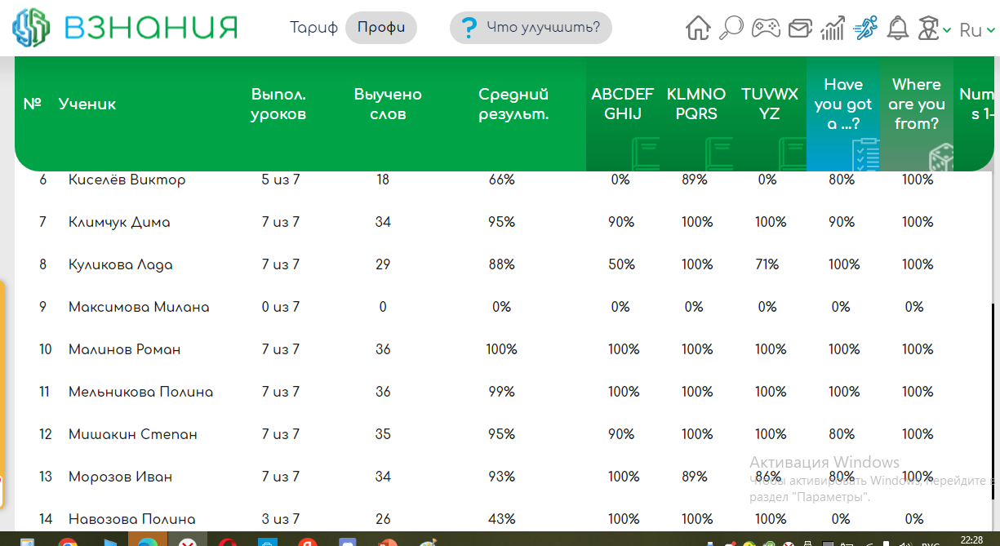 ВЗНАНИЯ Тариф Профи ? Что улучшить? Ru
№ Ученик Выпол. уроков Выучено слов Средний результ. ABCDEF GHIJ KLMNO PQRS TUVWX YZ Have you got a ...? Where are you from? Num s 1-
6 Киселёв Виктор 5 из 7 18 66% 0% 89% 0% 80% 100%
7 Климчук Дима 7 из 7 34 95% 90% 100% 100% 90% 100%
8 Куликова Лада 7 из 7 29 88% 50% 100% 71% 100% 100%
9 Максимова Милана 0 из 7 0 0% 0% 0% 0% 0% 0%
10 Малинов Роман 7 из 7 36 100% 100% 100% 100% 100% 100%
11 Мельникова Полина 7 из 7 36 99% 100% 100% 100% 100% 100%
12 Мишакин Степан 7 из 7 35 95% 90% 100% 100% 80% 100%
13 Морозов Иван 7 из 7 34 93% 100% 89% 86% 80% 100%
14 Навозова Полина 3 из 7 26 43% 100% 100% 100% 0% 0%
Активация Windows
Чтобы активировать Windows, перейдите в
раздел "Параметры".
22:28